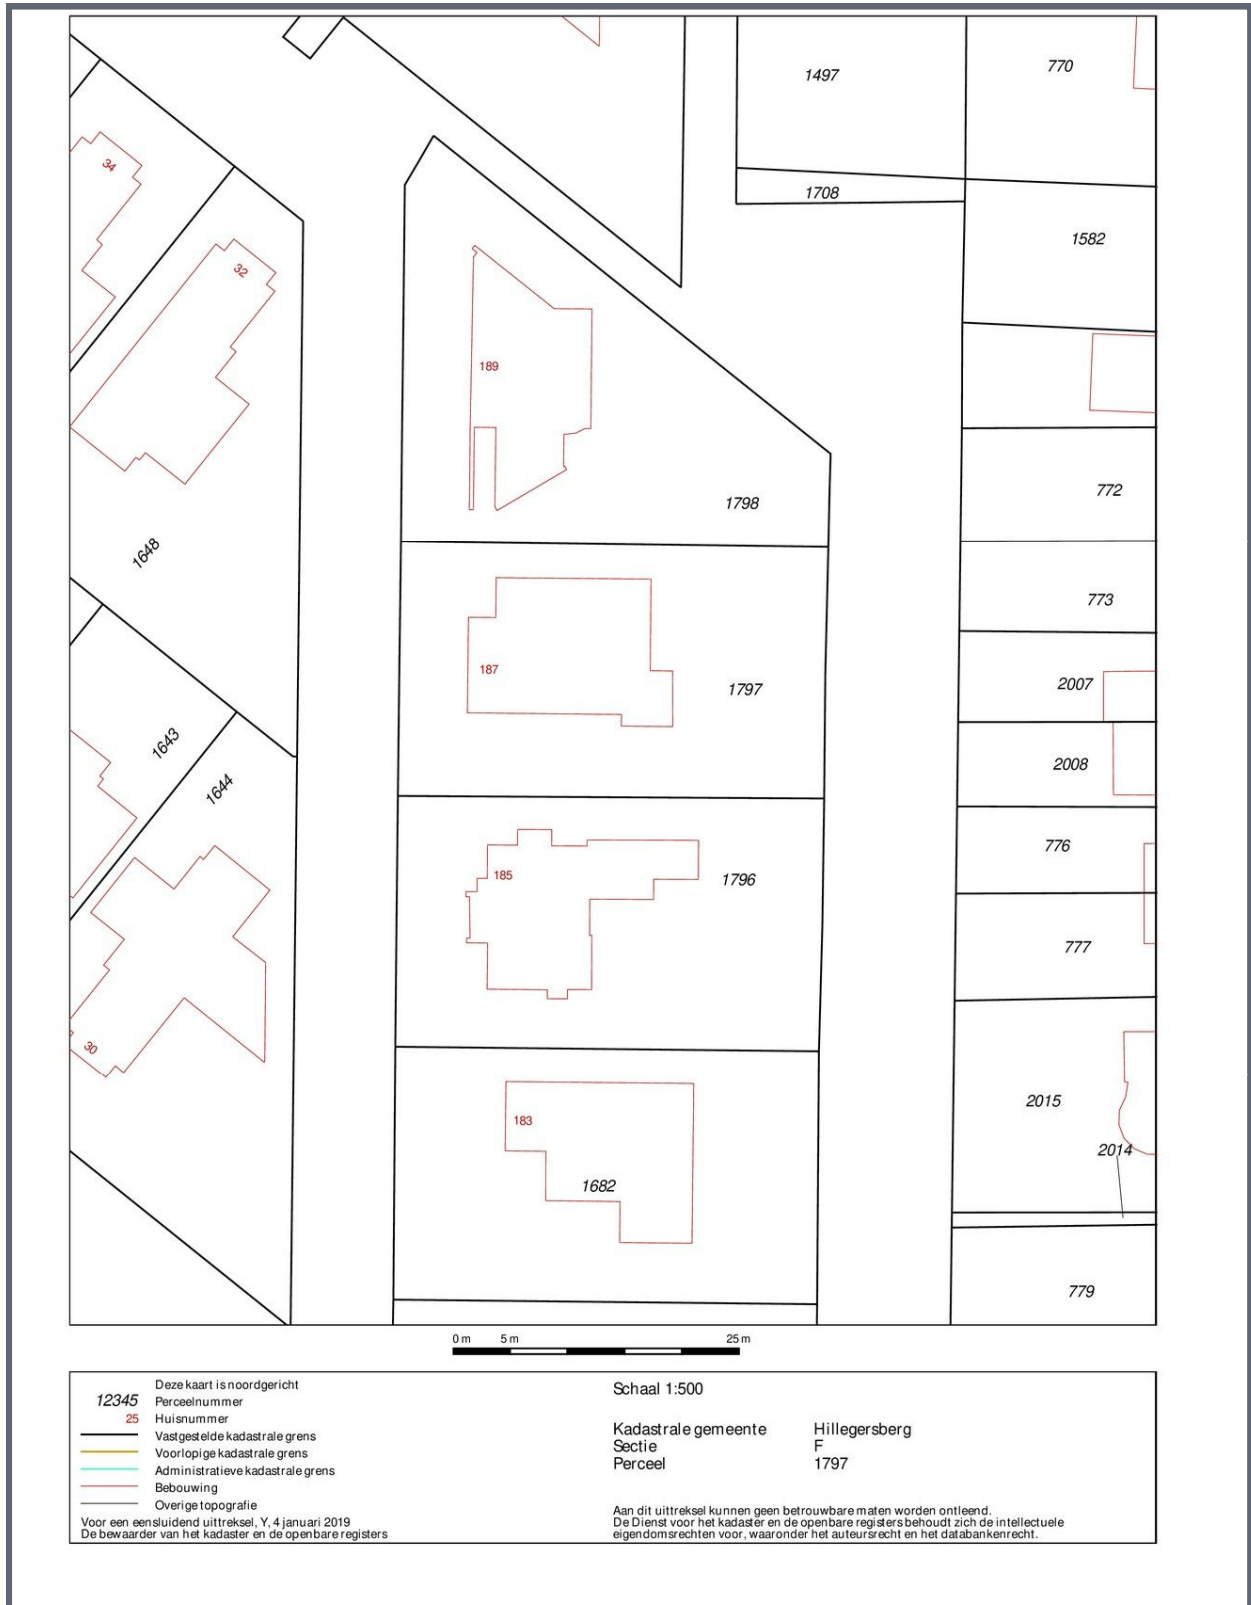 1497
770
34
1708
1582
32
189
1798
772
1648
773
187
1797
2007
1643
2008
1644
185
1796
776
777
30
2015
183
2014
1682
779
0 m 5 m 25 m
Deze kaart is noordgericht
12345 Perceelnummer
25 Huisnummer
Vastgestelde kadastrale grens
Voorlopige kadastrale grens
Administratieve kadastrale grens
Bebouwing
Overige topografie
Voor een eensluidend uittreksel, Y, 4 januari 2019
De bewaarder van het kadaster en de openbare registers
Schaal 1:500
Kadastrale gemeente Hillegersberg
Sectie F
Perceel 1797
Aan dit uittreksel kunnen geen betrouwbare maten worden ontleend.
De Dienst voor het kadaster en de openbare registers behoudt zich de intellectuele
eigendomsrechten voor, waaronder het auteursrecht en het databankenrecht.